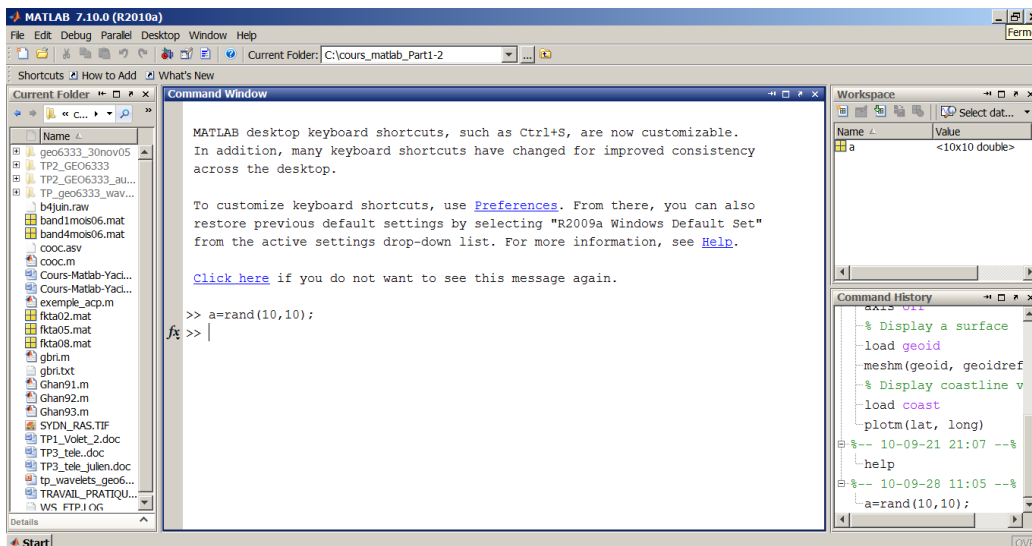 MATLAB 7.10.0 (R2010a)
File Edit Debug Parallel Desktop Window Help
Ferm
Current Folder: C:\cours_matlab_Part1-2
Shortcuts How to Add What's New
Current Folder
« c...
Name
geo6333_30nov05
TP2_GEO6333
TP2_GEO6333_au...
TP_geo6333_wav...
b4juin.raw
band1mois06.mat
band4mois06.mat
cooc.asv
cooc.m
Cours-Matlab-Yaci...
Cours-Matlab-Yaci...
exemple_acp.m
fkta02.mat
fkta05.mat
fkta08.mat
gbri.m
gbri.txt
Ghan91.m
Ghan92.m
Ghan93.m
SYDN_RAS.TIF
TP1_Volet_2.doc
TP3_tele..doc
TP3_tele_julien.doc
tp_wavelets_geo6...
TRAVAIL_PRATIQU...
WS_FTP.LOG
Details
Command Window
MATLAB desktop keyboard shortcuts, such as Ctrl+S, are now customizable.
In addition, many keyboard shortcuts have changed for improved consistency
across the desktop.
To customize keyboard shortcuts, use Preferences. From there, you can also
restore previous default settings by selecting "R2009a Windows Default Set"
from the active settings drop-down list. For more information, see Help.
Click here if you do not want to see this message again.
>> a=rand(10,10);
fx >>
Workspace
Select dat...
Name Value
a <10x10 double>
Command History
axis off
% Display a surface
load geoid
meshm(geoid, geoidref
% Display coastline v
load coast
plotm(lat, long)
%-- 10-09-21 21:07 --%
help
%-- 10-09-28 11:05 --%
a=rand(10,10);
Start
OVR